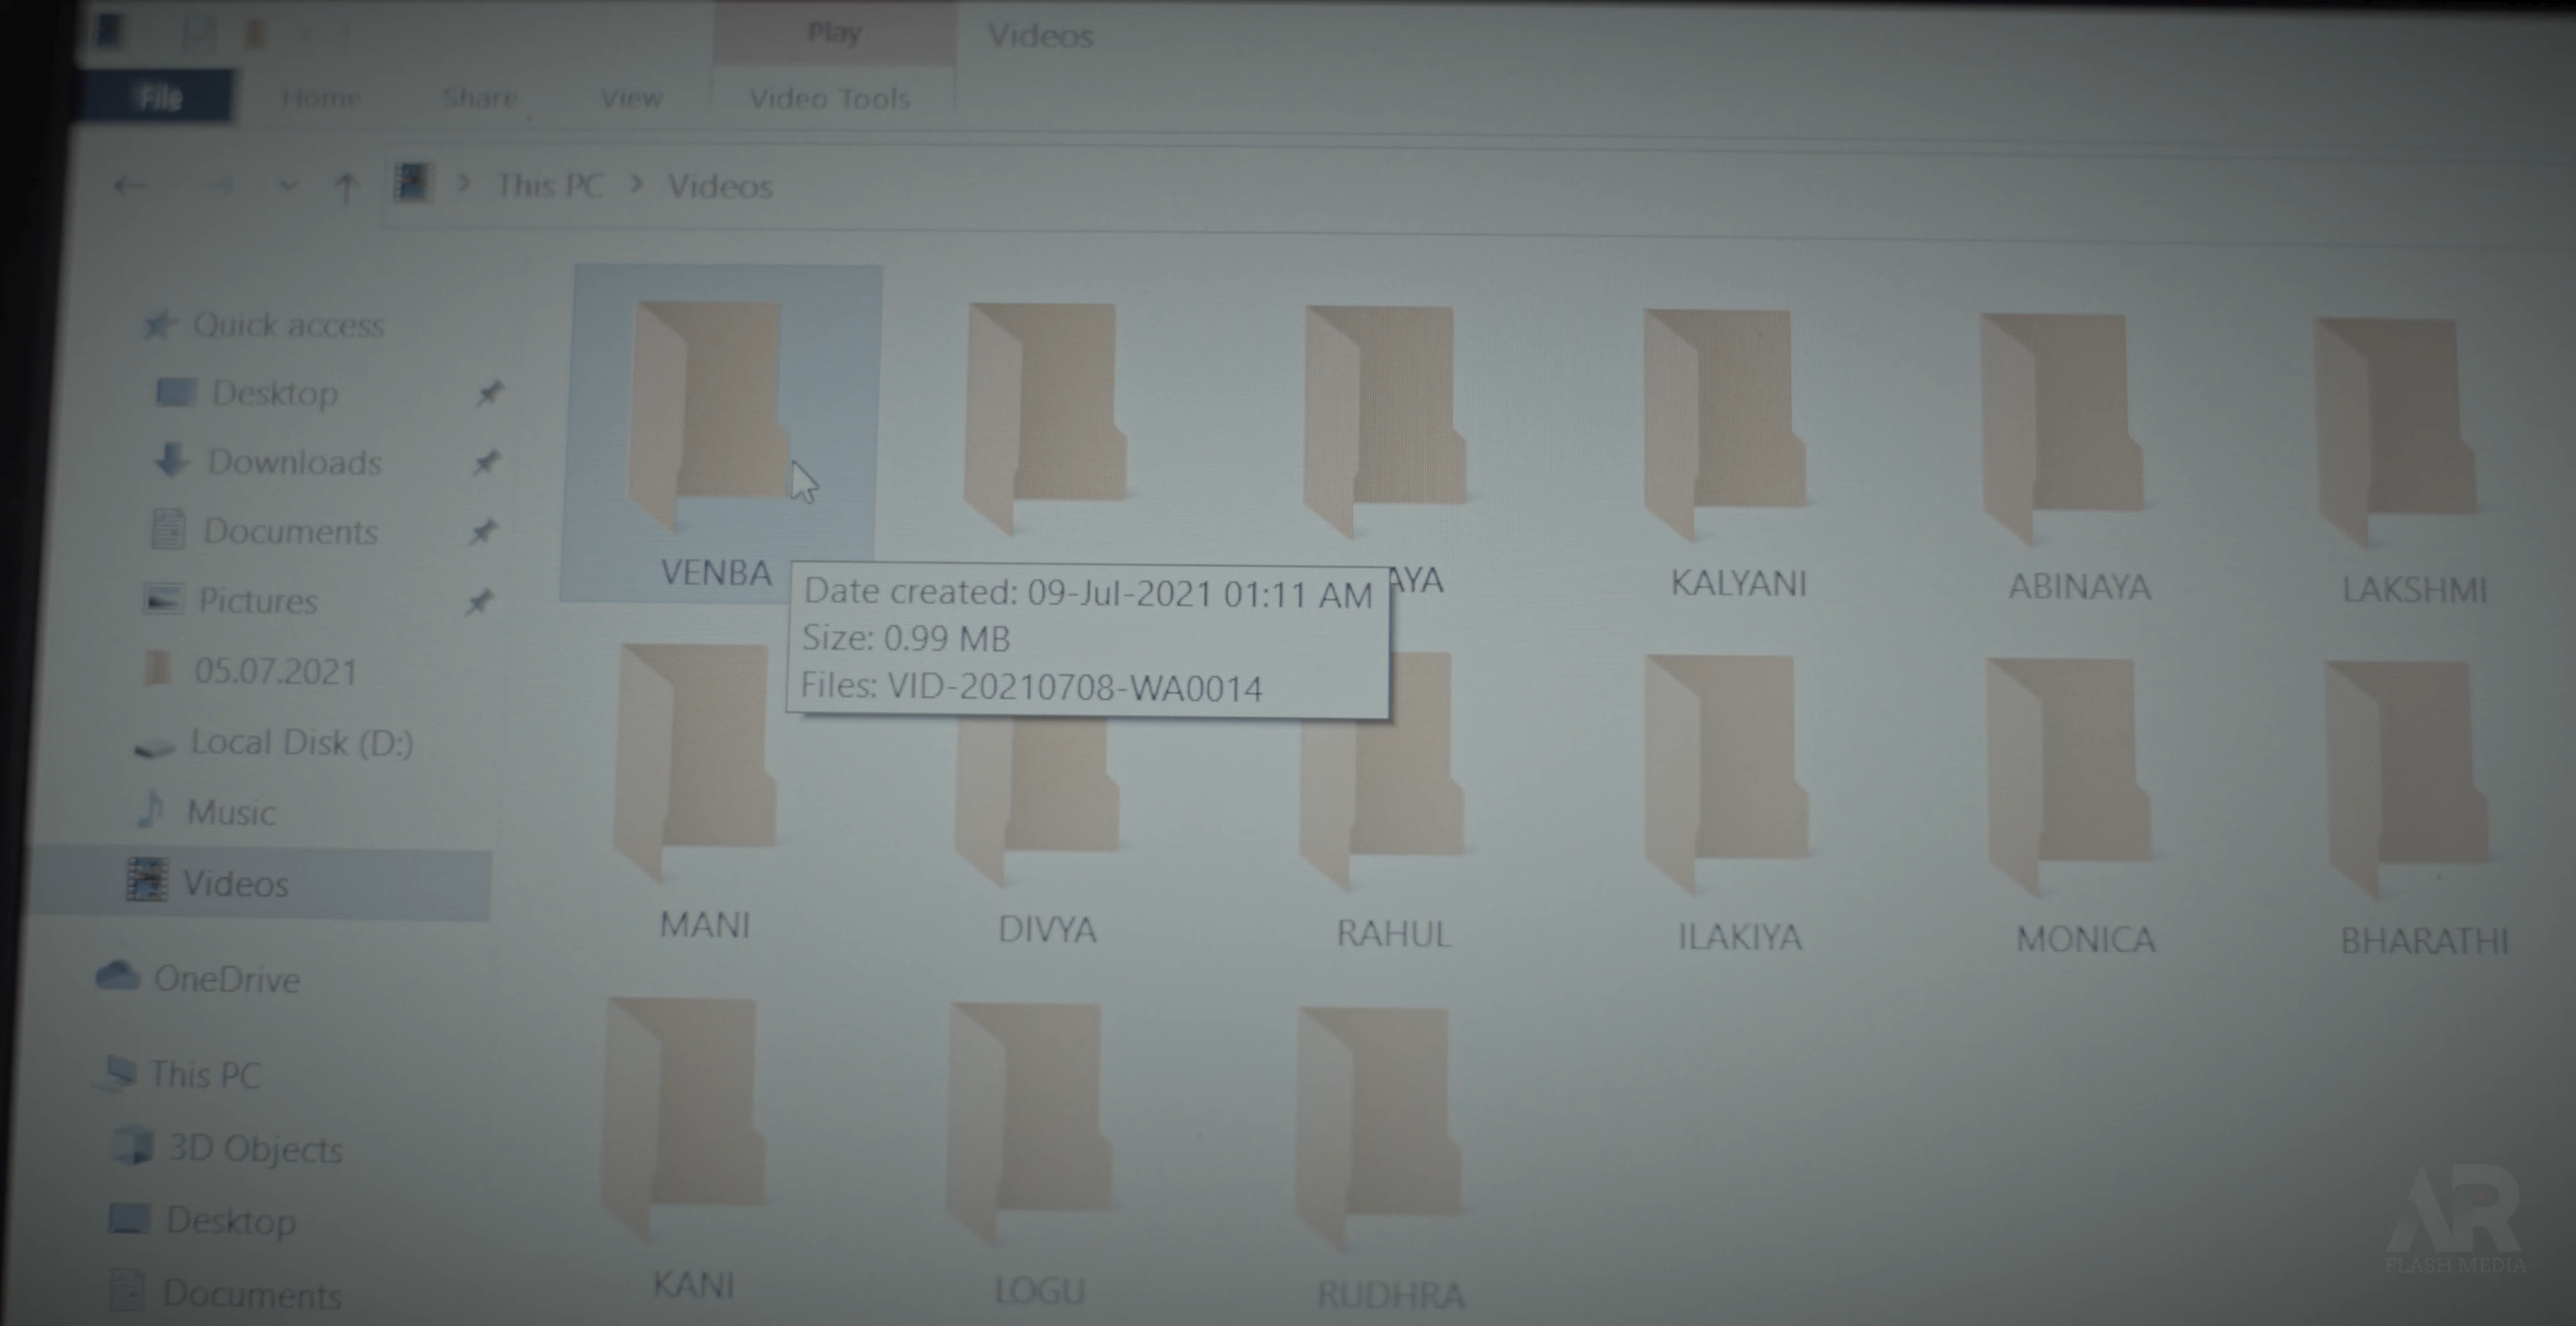 Play Videos
File Home Share View Video Tools
This PC > Videos
Quick access
Desktop
Downloads
Documents
Pictures
05.07.2021
Local Disk (D:)
Music
Videos
OneDrive
This PC
3D Objects
Desktop
Documents
VENBA AYA KALYANI ABINAYA LAKSHMI
Date created: 09-Jul-2021 01:11 AM
Size: 0.99 MB
Files: VID-20210708-WA0014
MANI DIVYA RAHUL ILAKIYA MONICA BHARATHI
KANI LOGU RUDHRA
AR
FLASH MEDIA